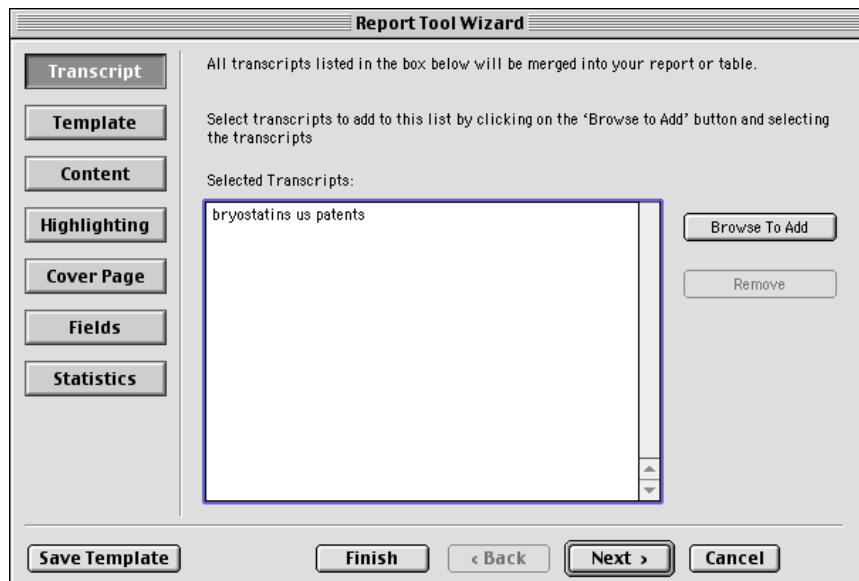 Report Tool Wizard
Transcript
Template
Content
Highlighting
Cover Page
Fields
Statistics
All transcripts listed in the box below will be merged into your report or table.
Select transcripts to add to this list by clicking on the ‘Browse to Add’ button and selecting
the transcripts
Selected Transcripts:
bryostatins us patents
Browse To Add
Remove
Save Template
Finish
‹ Back
Next ›
Cancel